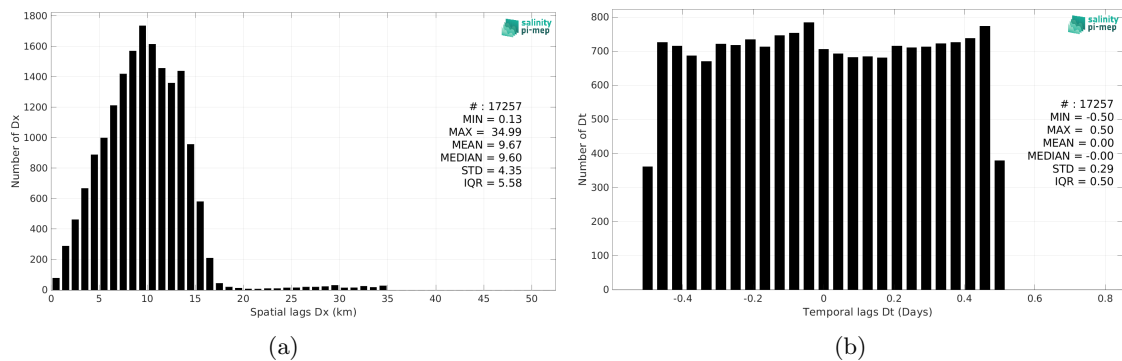 1800
1600
1400
1200
1000
800
600
400
200
0
Number of Dx
0 5 10 15 20 25 30 35 40 45 50
Spatial lags Dx (km)
salinity
pi-mep
# : 17257
MIN = 0.13
MAX = 34.99
MEAN = 9.67
MEDIAN = 9.60
STD = 4.35
IQR = 5.58
(a)
800
700
600
500
400
300
200
100
0
Number of Dt
-0.4 -0.2 0 0.2 0.4 0.6 0.8
Temporal lags Dt (Days)
salinity
pi-mep
# : 17257
MIN = -0.50
MAX = 0.50
MEAN = 0.00
MEDIAN = -0.00
STD = 0.29
IQR = 0.50
(b)